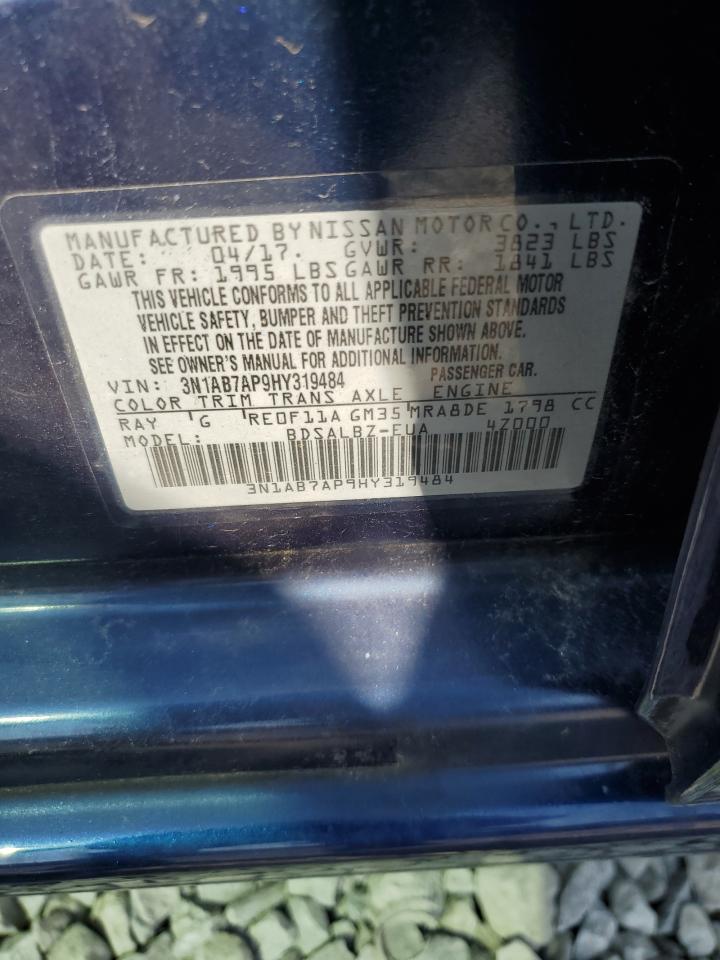 MANUFACTURED BY NISSAN MOTOR CO., LTD.
DATE: 04/17. GVWR: 3823 LBS
GAWR FR: 1995 LBS GAWR RR: 1841 LBS
THIS VEHICLE CONFORMS TO ALL APPLICABLE FEDERAL MOTOR
VEHICLE SAFETY, BUMPER AND THEFT PREVENTION STANDARDS
IN EFFECT ON THE DATE OF MANUFACTURE SHOWN ABOVE.
SEE OWNER'S MANUAL FOR ADDITIONAL INFORMATION.
VIN: 3N1AB7AP9HY319484 PASSENGER CAR.
COLOR TRIM TRANS AXLE ENGINE
RAY G RE0F11A GM35 MRA8DE 1798 CC
MODEL: BDSALBZ-EUA 4Z000
3N1AB7AP9HY319484